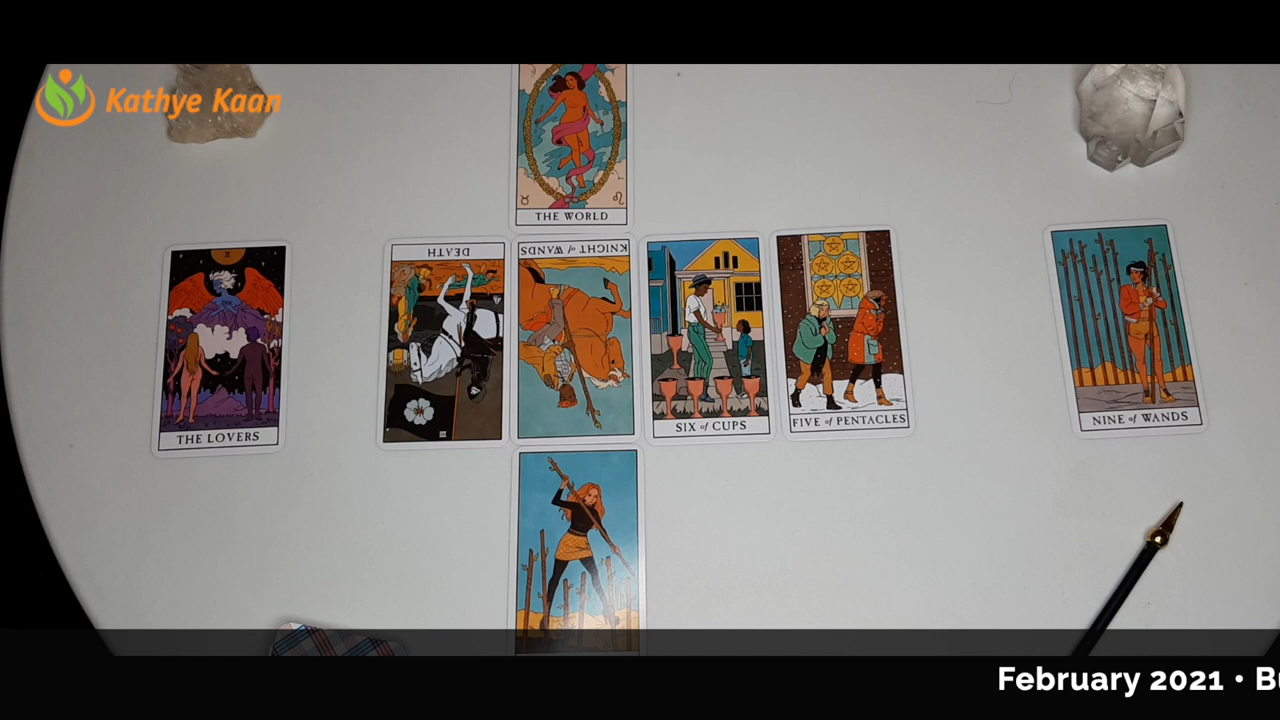 Kathye Kaan
THE WORLD
DEATH
KNIGHT of WANDS
THE LOVERS
SIX of CUPS
FIVE of PENTACLES
NINE of WANDS
February 2021 •